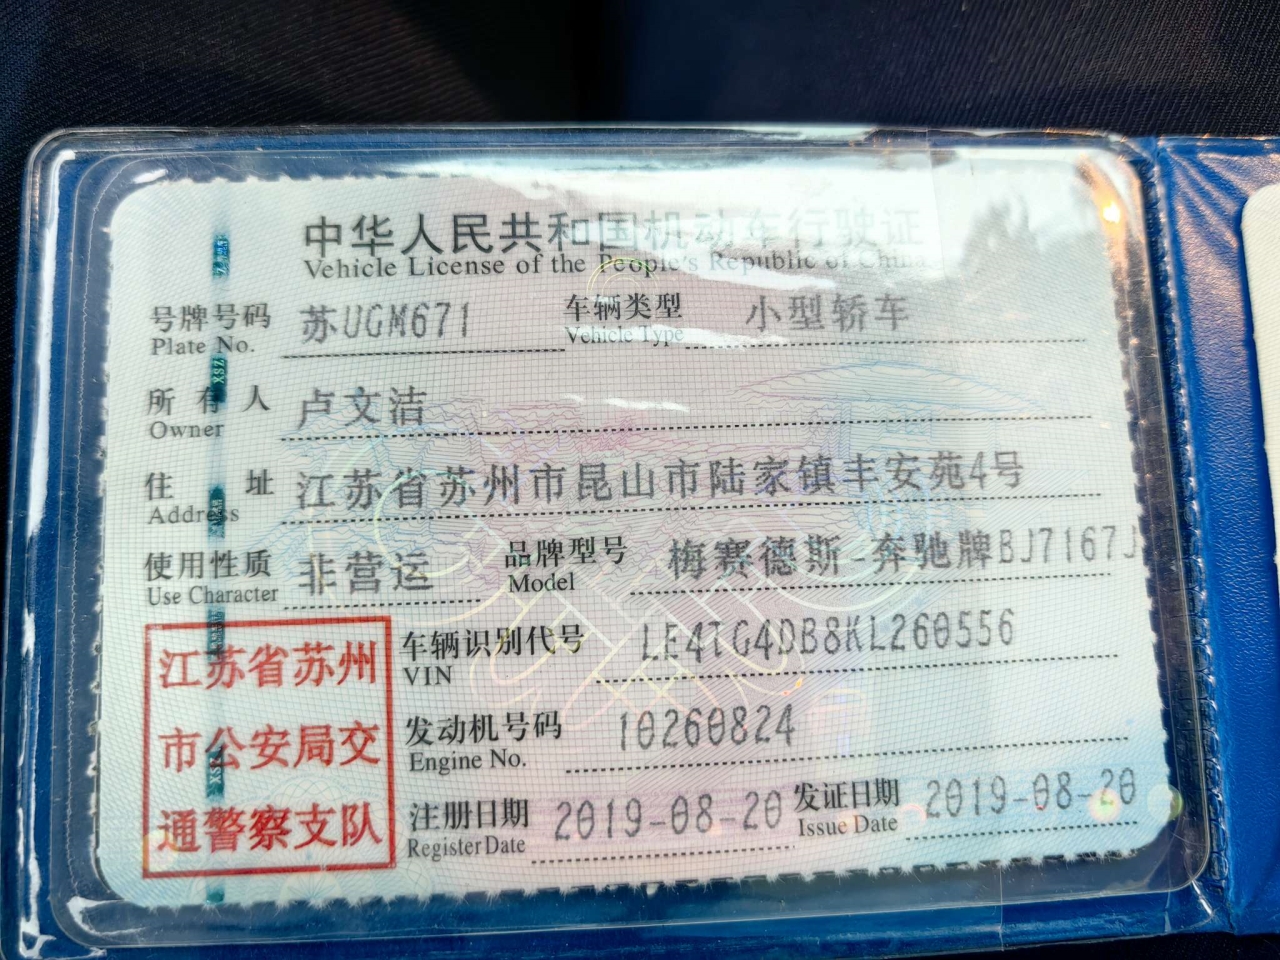 中华人民共和国机动车行驶证
Vehicle License of the People's Republic of China
号牌号码 苏UGM671 车辆类型 小型轿车
Plate No. Vehicle Type
所有人 卢文洁
Owner
住址 江苏省苏州市昆山市陆家镇丰安苑4号
Address
使用性质 非营运 品牌型号 梅赛德斯-奔驰牌BJ7167J
Use Character Model
江苏省苏州
市公安局交
通警察支队
车辆识别代号 LE4TG4DB8KL260556
VIN
发动机号码 10260824
Engine No.
注册日期 2019-08-20 发证日期 2019-08-20
Register Date Issue Date